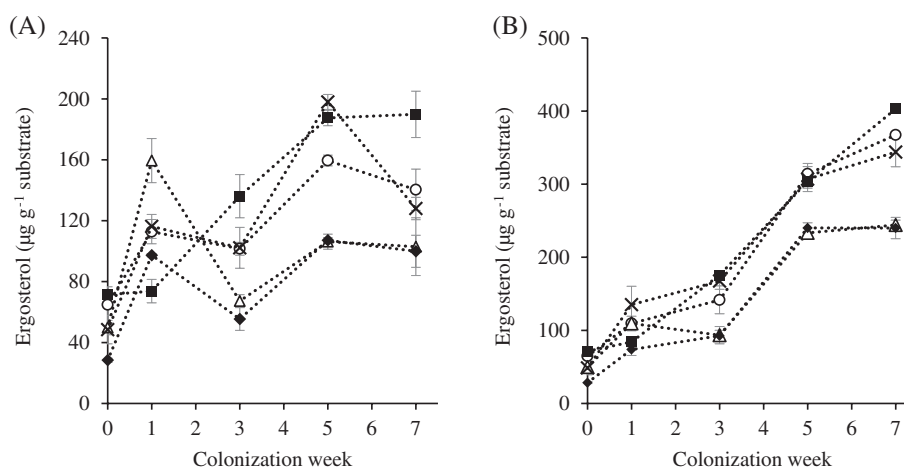 (A)
240
200
160
120
80
40
0
Ergosterol (µg g⁻¹ substrate)
0 1 2 3 4 5 6 7
Colonization week
(B)
500
400
300
200
100
0
Ergosterol (µg g⁻¹ substrate)
0 1 2 3 4 5 6 7
Colonization week